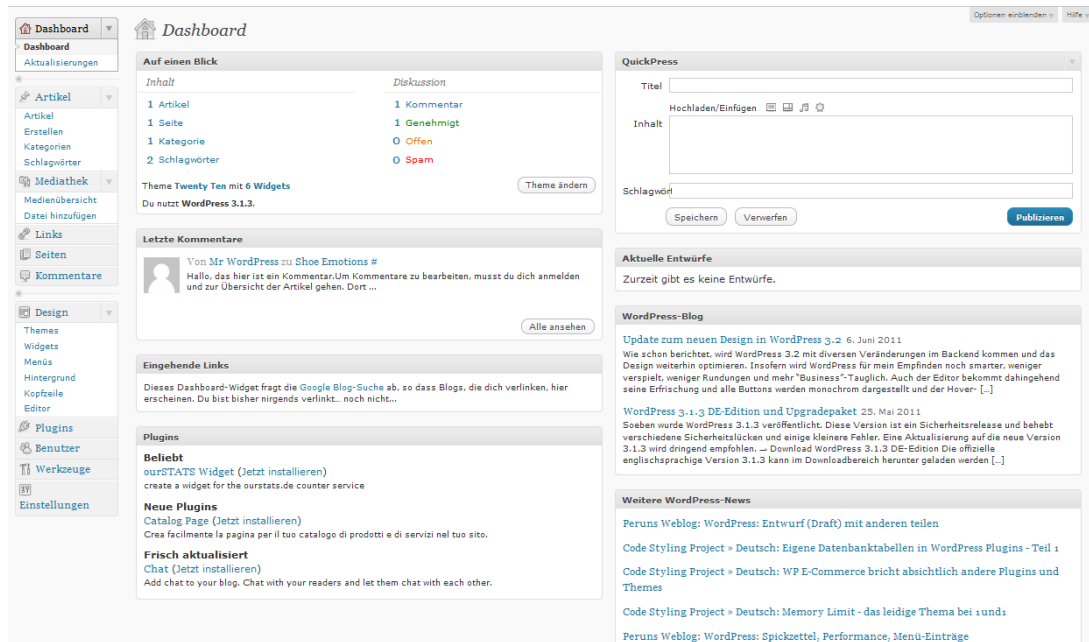 Optionen einblenden
Hilfe
Dashboard
Dashboard
Aktualisierungen
Artikel
Artikel
Erstellen
Kategorien
Schlagwörter
Mediathek
Medienübersicht
Datei hinzufügen
Links
Seiten
Kommentare
Design
Themes
Widgets
Menüs
Hintergrund
Kopfzeile
Editor
Plugins
Benutzer
Werkzeuge
Einstellungen
Dashboard
Auf einen Blick
Inhalt
Diskussion
1 Artikel
1 Kommentar
1 Seite
1 Genehmigt
1 Kategorie
0 Offen
2 Schlagwörter
0 Spam
Theme Twenty Ten mit 6 Widgets
Theme ändern
Du nutzt WordPress 3.1.3.
Letzte Kommentare
Von Mr WordPress zu Shoe Emotions #
Hallo, das hier ist ein Kommentar.Um Kommentare zu bearbeiten, musst du dich anmelden
und zur Übersicht der Artikel gehen. Dort ...
Alle ansehen
Eingehende Links
Dieses Dashboard-Widget fragt die Google Blog-Suche ab, so dass Blogs, die dich verlinken, hier
erscheinen. Du bist bisher nirgends verlinkt... noch nicht...
Plugins
Beliebt
ourSTATS Widget (Jetzt installieren)
create a widget for the ourstats.de counter service
Neue Plugins
Catalog Page (Jetzt installieren)
Crea facilmente la pagina per il tuo catalogo di prodotti e di servizi nel tuo sito.
Frisch aktualisiert
Chat (Jetzt installieren)
Add chat to your blog. Chat with your readers and let them chat with each other.
QuickPress
Titel
Hochladen/Einfügen
Inhalt
Schlagwört
Speichern
Verwerfen
Publizieren
Aktuelle Entwürfe
Zurzeit gibt es keine Entwürfe.
WordPress-Blog
Update zum neuen Design in WordPress 3.2 6. Juni 2011
Wie schon berichtet, wird WordPress 3.2 mit diversen Veränderungen im Backend kommen und das
Design weiterhin optimieren. Insofern wird WordPress für mein Empfinden noch smarter, weniger
verspielt, weniger Rundungen und mehr "Business"-Tauglich. Auch der Editor bekommt dahingehend
seine Erfrischung und alle Buttons werden monochrom dargestellt und der Hover- [...]
WordPress 3.1.3 DE-Edition und Upgradepaket 25. Mai 2011
Soeben wurde WordPress 3.1.3 veröffentlicht. Diese Version ist ein Sicherheitsrelease und behebt
verschiedene Sicherheitslücken und einige kleinere Fehler. Eine Aktualisierung auf die neue Version
3.1.3 wird dringend empfohlen. → Download WordPress 3.1.3 DE-Edition Die offizielle
englischsprachige Version 3.1.3 kann im Downloadbereich herunter geladen werden [...]
Weitere WordPress-News
Peruns Weblog: WordPress: Entwurf (Draft) mit anderen teilen
Code Styling Project » Deutsch: Eigene Datenbanktabellen in WordPress Plugins - Teil 1
Code Styling Project » Deutsch: WP E-Commerce bricht absichtlich andere Plugins und
Themes
Code Styling Project » Deutsch: Memory Limit - das leidige Thema bei 1und1
Peruns Weblog: WordPress: Spickzettel, Performance, Menü-Einträge